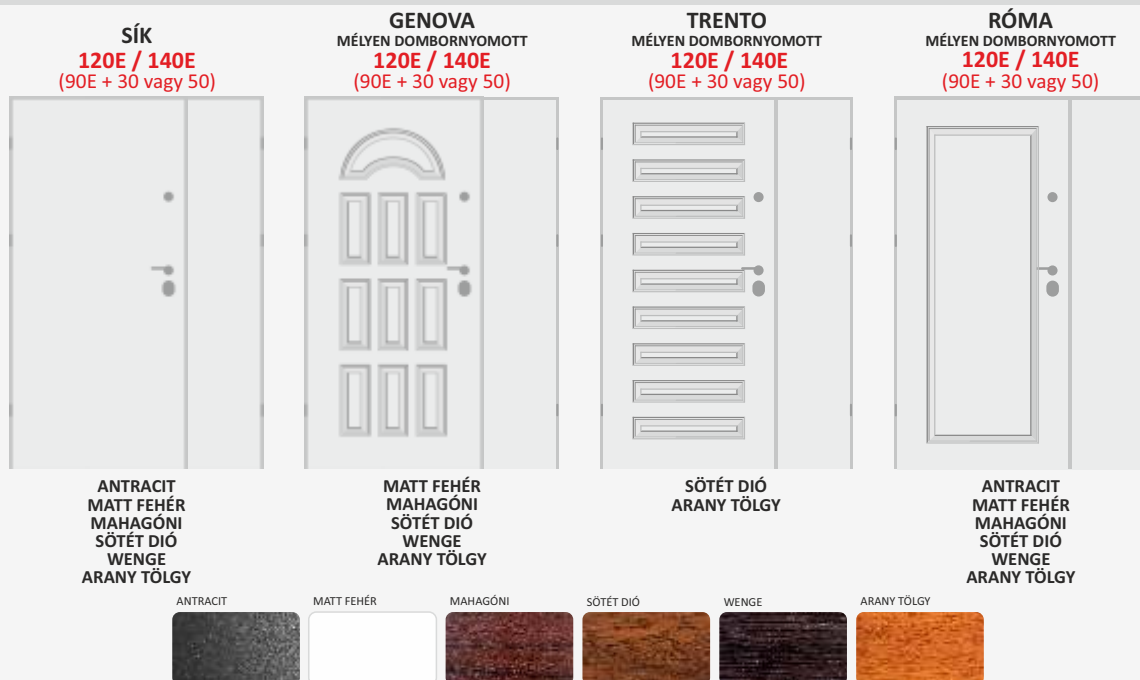 SÍK
120E / 140E
(90E + 30 vagy 50)
GENOVA
MÉLYEN DOMBORNYOMOTT
120E / 140E
(90E + 30 vagy 50)
TRENTO
MÉLYEN DOMBORNYOMOTT
120E / 140E
(90E + 30 vagy 50)
RÓMA
MÉLYEN DOMBORNYOMOTT
120E / 140E
(90E + 30 vagy 50)
ANTRACIT
MATT FEHÉR
MAHAGÓNI
SÖTÉT DIÓ
WENGE
ARANY TÖLGY
MATT FEHÉR
MAHAGÓNI
SÖTÉT DIÓ
WENGE
ARANY TÖLGY
SÖTÉT DIÓ
ARANY TÖLGY
ANTRACIT
MATT FEHÉR
MAHAGÓNI
SÖTÉT DIÓ
WENGE
ARANY TÖLGY
ANTRACIT
MATT FEHÉR
MAHAGÓNI
SÖTÉT DIÓ
WENGE
ARANY TÖLGY